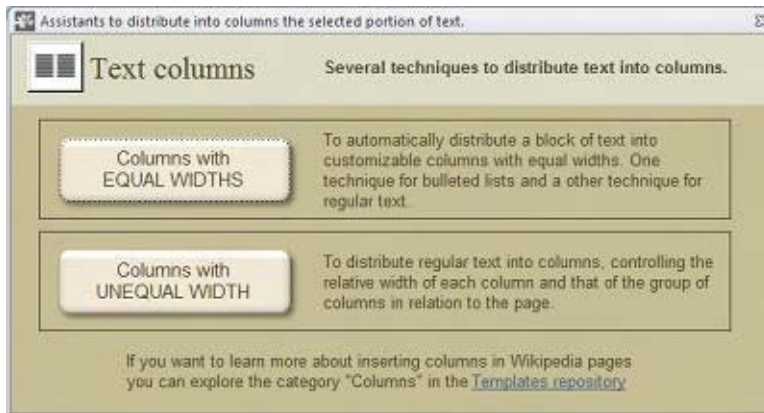 Assistants to distribute into columns the selected portion of text.
Text columns
Several techniques to distribute text into columns.
Columns with
EQUAL WIDTHS
To automatically distribute a block of text into
customizable columns with equal widths. One
technique for bulleted lists and a other technique for
regular text.
Columns with
UNEQUAL WIDTH
To distribute regular text into columns, controlling the
relative width of each column and that of the group of
columns in relation to the page.
If you want to learn more about inserting columns in Wikipedia pages
you can explore the category "Columns" in the Templates repository